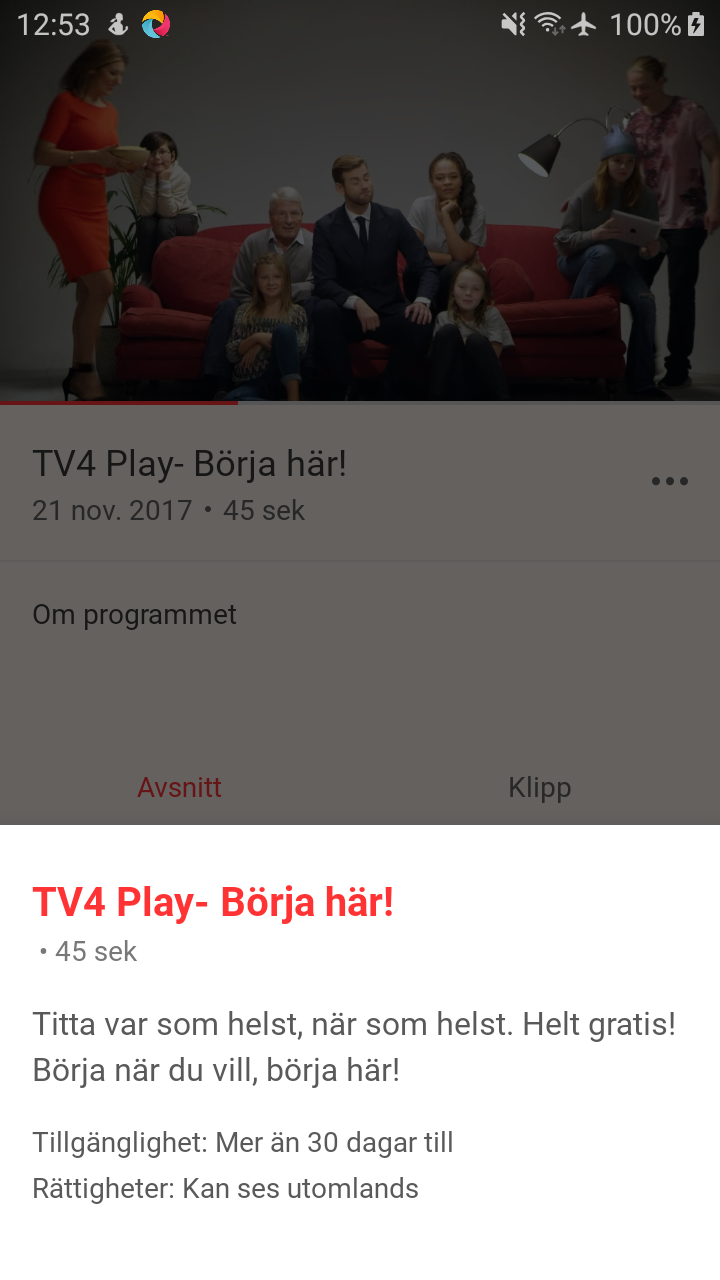 12:53
100%
TV4 Play- Börja här!
21 nov. 2017 • 45 sek
Om programmet
Avsnitt
Klipp
TV4 Play- Börja här!
• 45 sek
Titta var som helst, när som helst. Helt gratis!
Börja när du vill, börja här!
Tillgänglighet: Mer än 30 dagar till
Rättigheter: Kan ses utomlands